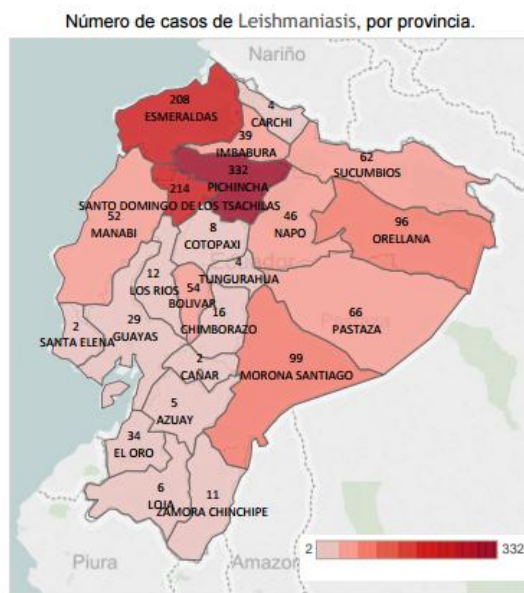 Número de casos de Leishmaniasis, por provincia.
Nariño
208
ESMERALDAS
4
CARCHI
39
IMBABURA
62
SUCUMBIOS
332
PICHINCHA
214
SANTO DOMINGO DE LOS TSACHILAS
52
MANABI
46
NAPO
96
ORELLANA
8
COTOPAXI
4
TUNGURAHUA
12
LOS RIOS
54
BOLIVAR
16
CHIMBORAZO
66
PASTAZA
2
SANTA ELENA
29
GUAYAS
2
CAÑAR
99
MORONA SANTIAGO
5
AZUAY
34
EL ORO
6
LOJA
11
ZAMORA CHINCHIPE
2 332
Piura
Amazor